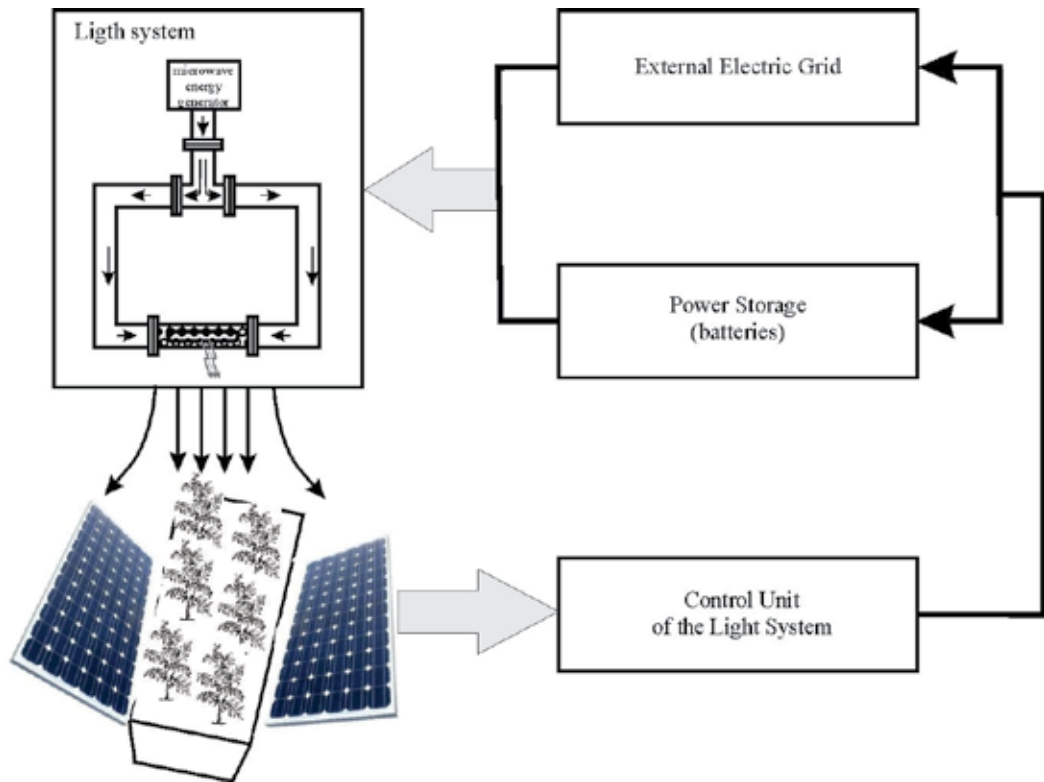 Ligth system
microwave
energy
generator
External Electric Grid
Power Storage
(batteries)
Control Unit
of the Light System